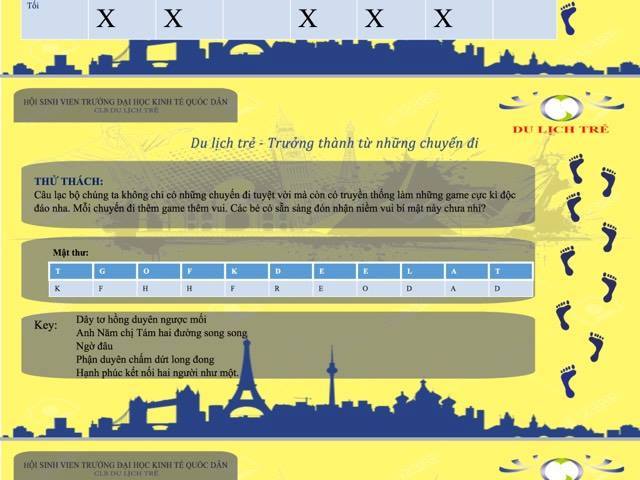 Tối
X X X X X
HỘI SINH VIÊN TRƯỜNG ĐẠI HỌC KINH TẾ QUỐC DÂN
CLB DU LỊCH TRẺ
DU LỊCH TRẺ
Du lịch trẻ - Trưởng thành từ những chuyến đi
THỬ THÁCH:
Câu lạc bộ chúng ta không chỉ có những chuyến đi tuyệt vời mà còn có truyền thống làm những game cực kì độc
đáo nha. Mỗi chuyến đi thêm game thêm vui. Các bé có sẵn sàng đón nhận niềm vui bí mật này chưa nhỉ?
Mật thư:
T G O F K D E E L A T
K F H H F R E O D A D
Key: Dây tơ hồng duyên ngược mối
Anh Năm chị Tám hai đường song song
Ngờ đâu
Phận duyên chấm dứt long đong
Hạnh phúc kết nối hai người như một.
HỘI SINH VIÊN TRƯỜNG ĐẠI HỌC KINH TẾ QUỐC DÂN
CLB DU LỊCH TRẺ